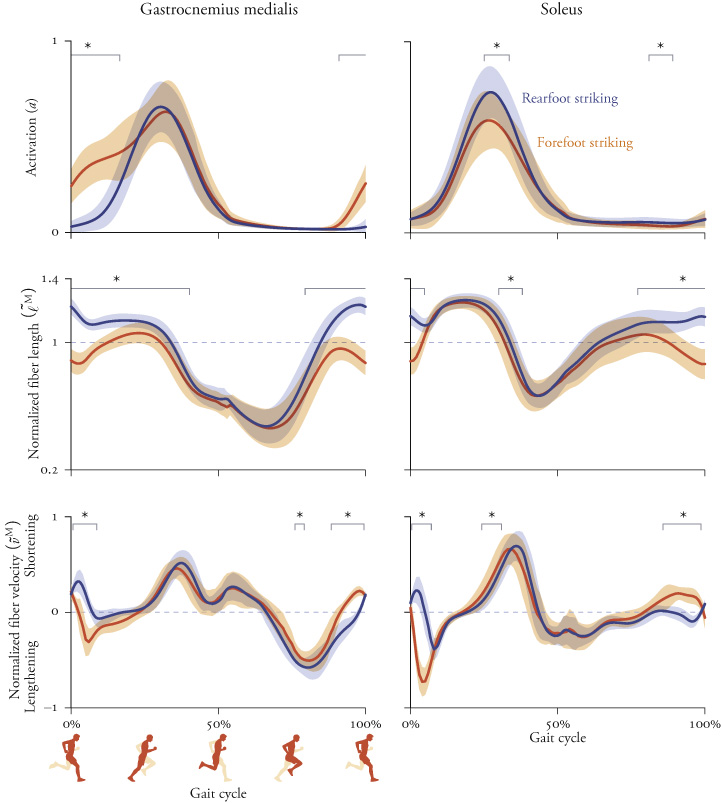 Gastrocnemius medialis
Soleus
Activation (a)
1
0
*
1
0
*
*
Rearfoot striking
Forefoot striking
Normalized fiber length (l̃ᴹ)
1.4
1
0.2
*
*
*
Normalized fiber velocity (ṽᴹ)
Lengthening
Shortening
1
0
−1
*
*
*
*
*
*
0%
50%
100%
Gait cycle
0%
50%
100%
Gait cycle